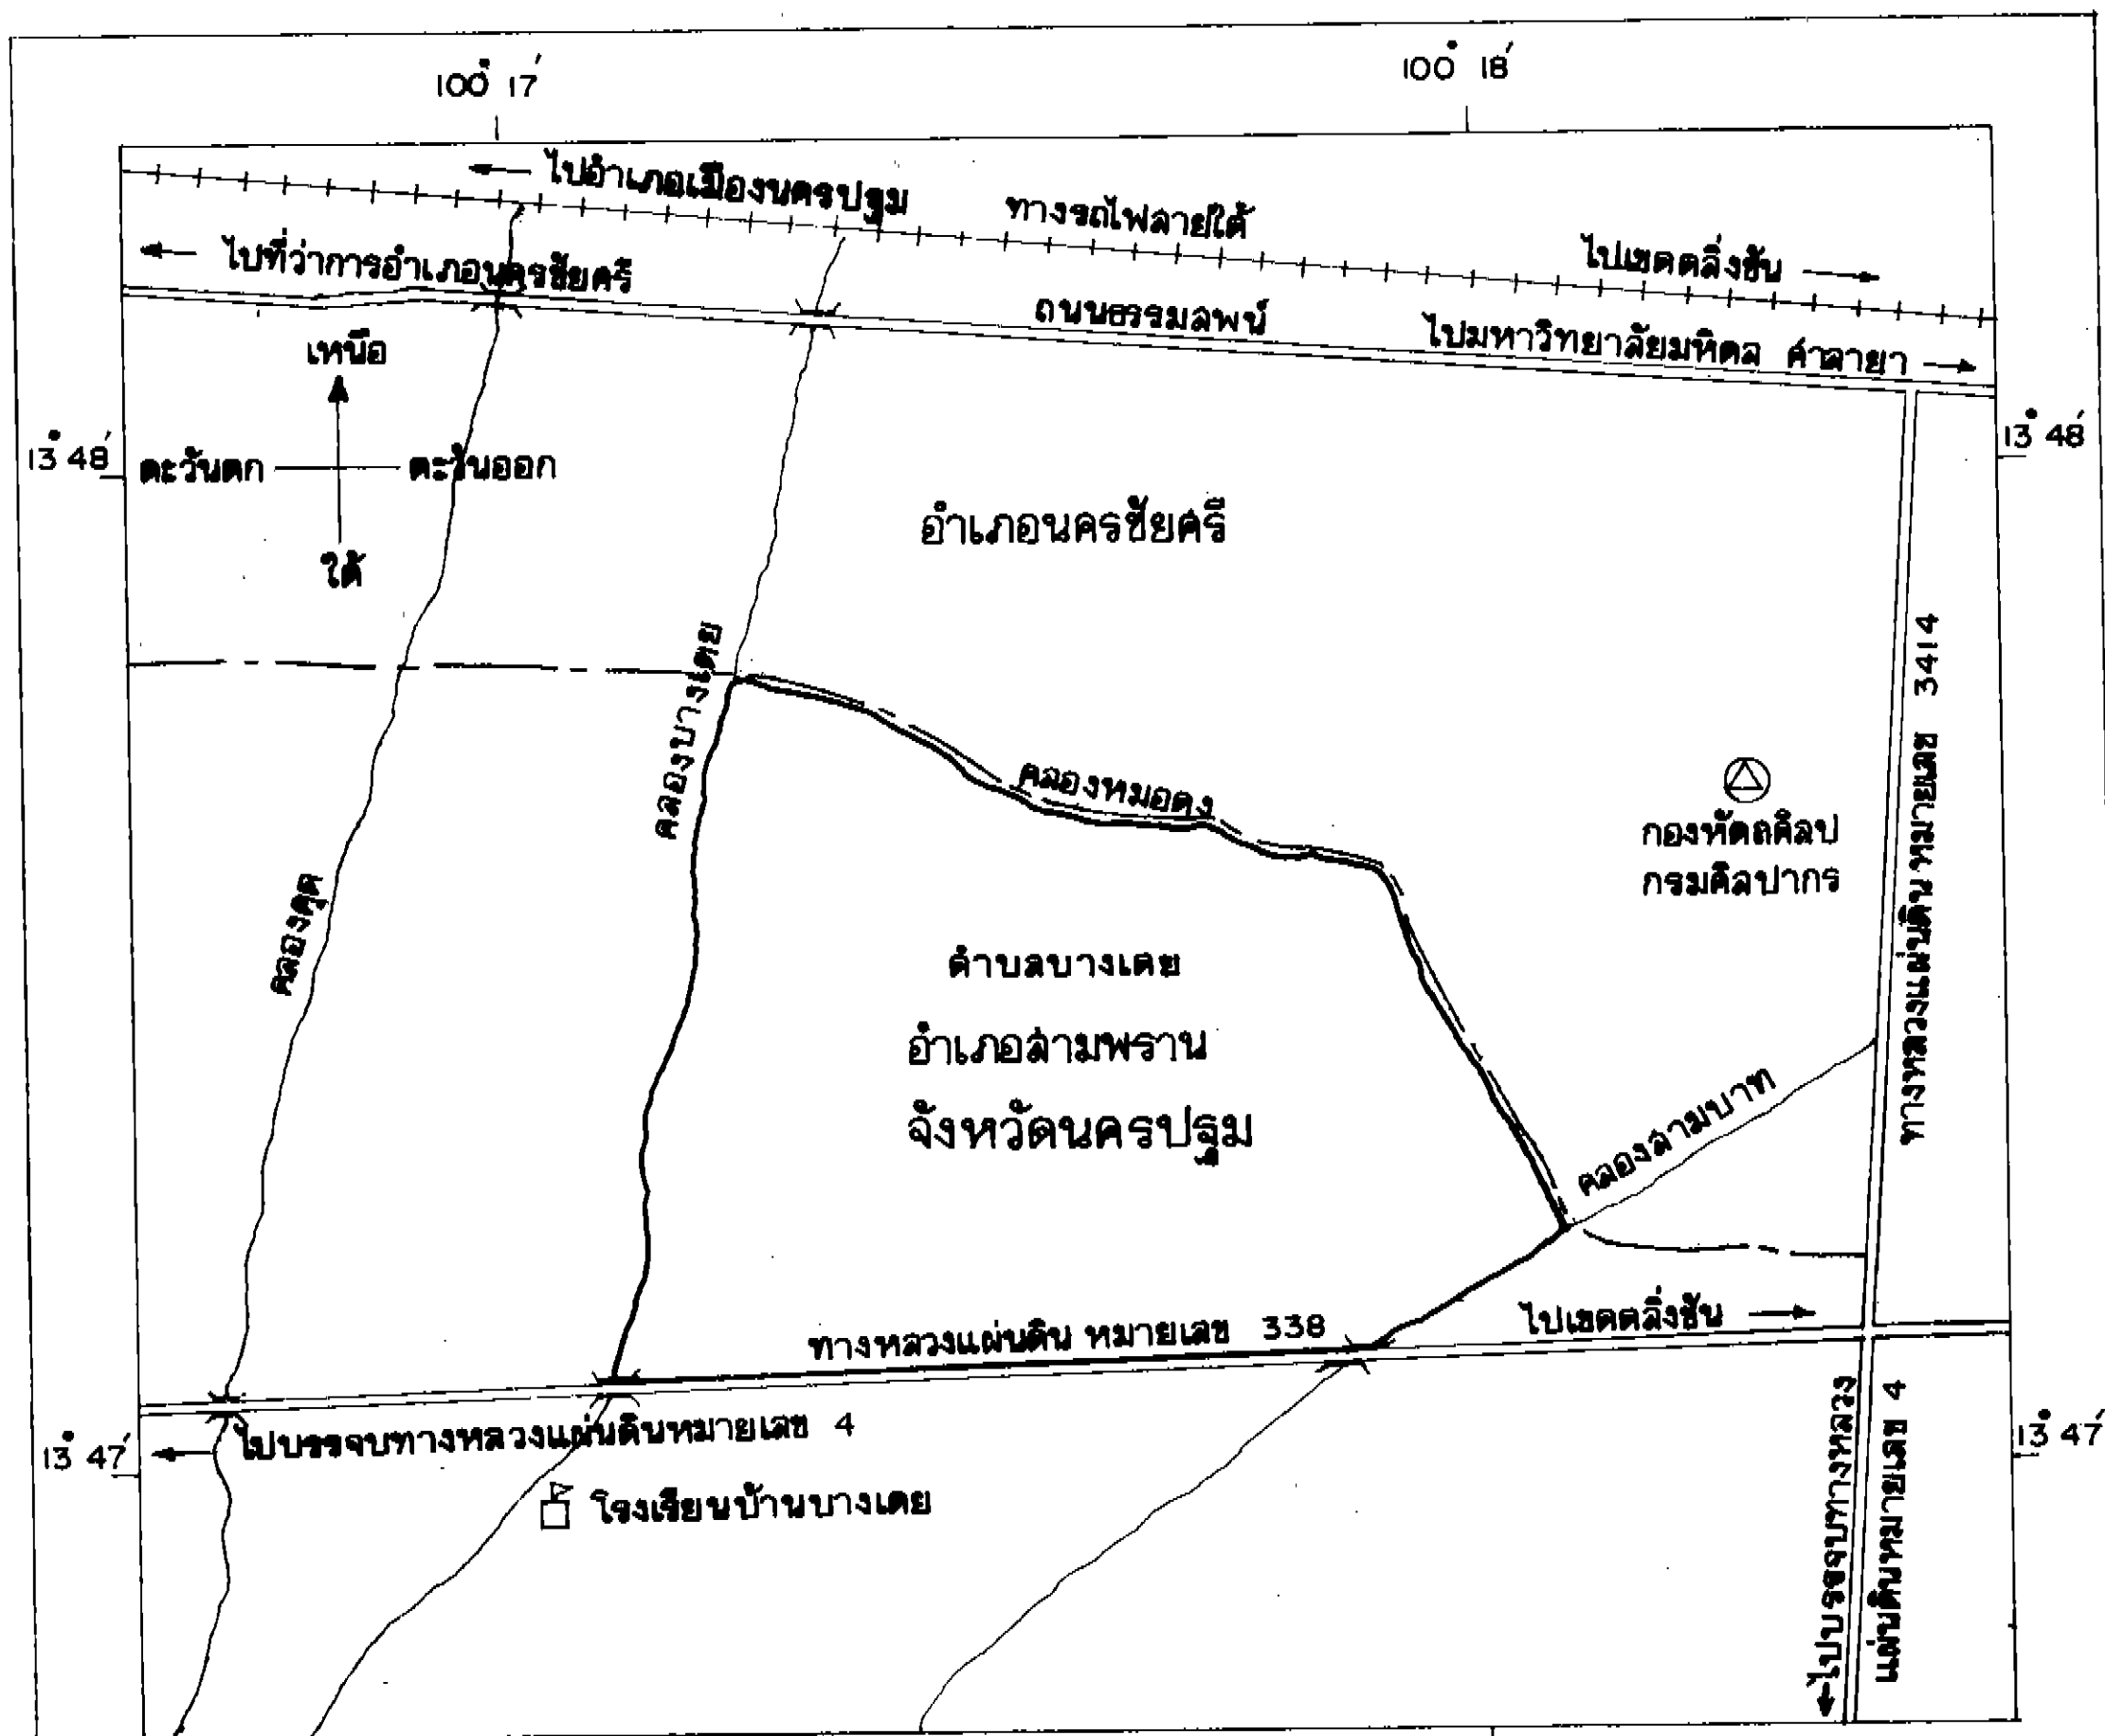 100° 17′
100° 18′
ไปอำเภอเมืองนครปฐม
ทางรถไฟสายใต้
ไปเขตตลิ่งชัน
ไปที่ว่าการอำเภอนครชัยศรี
ถนนธรรมสพน์
ไปมหาวิทยาลัยมหิดล ศาลายา
เหนือ
13° 48′
ตะวันตก
ตะวันออก
13° 48′
ใต้
อำเภอนครชัยศรี
คลองบางเตย
ทางหลวงแผ่นดิน หมายเลข 3414
คลองหมอตง
กองหัตถศิลป
กรมศิลปากร
คลองคูด
ตำบลบางเตย
อำเภอสามพราน
จังหวัดนครปฐม
คลองสามบาท
ทางหลวงแผ่นดิน หมายเลข 338
ไปเขตตลิ่งชัน
ไปบรรจบทางหลวงแผ่นดินหมายเลข 4
13° 47′
13° 47′
โรงเรียนบ้านบางเตย
ไปบรรจบทางหลวง
แผ่นดินหมายเลข 4